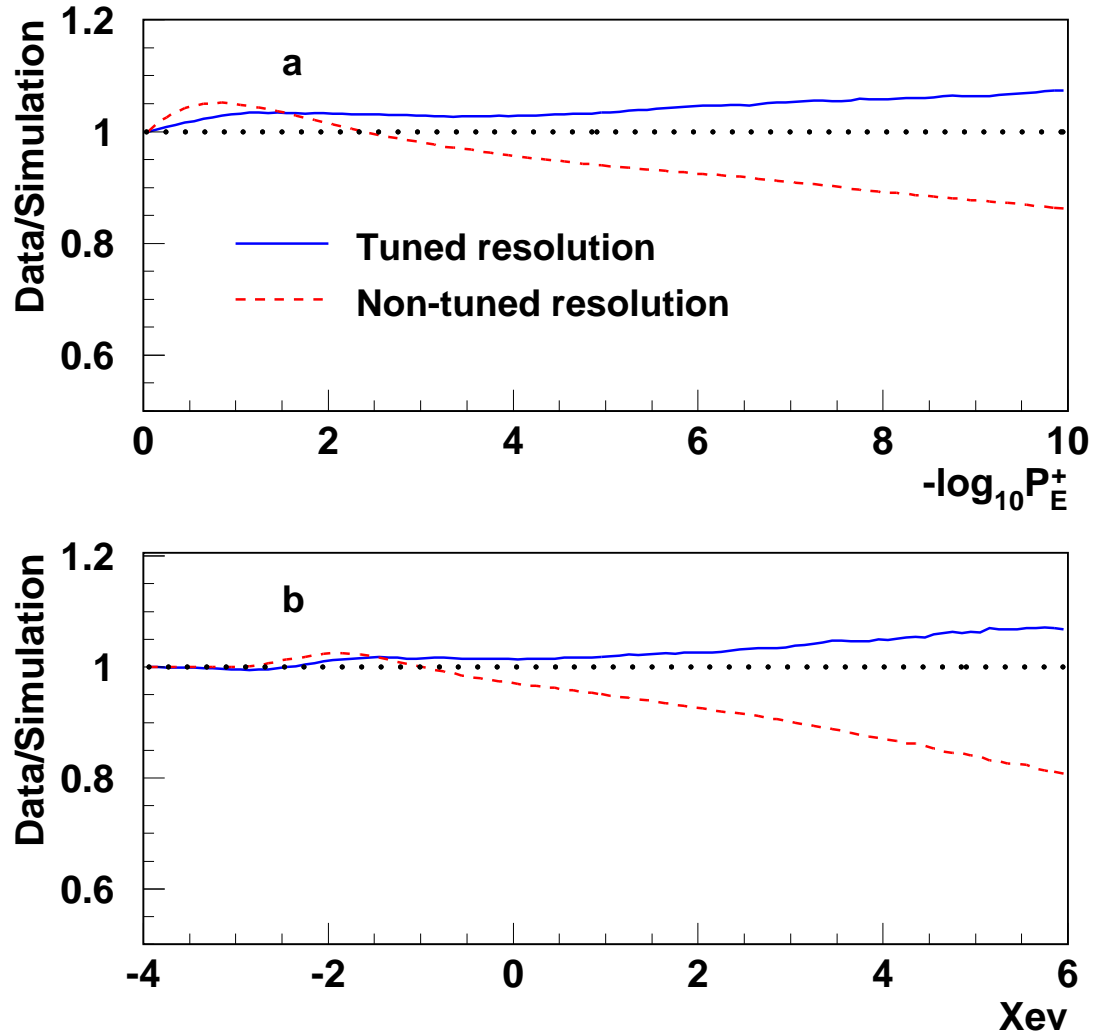 1.2
a
Data/Simulation
1
0.8
Tuned resolution
Non-tuned resolution
0.6
0 2 4 6 8 10
-log₁₀P_E^+
1.2
b
Data/Simulation
1
0.8
0.6
-4 -2 0 2 4 6
Xev